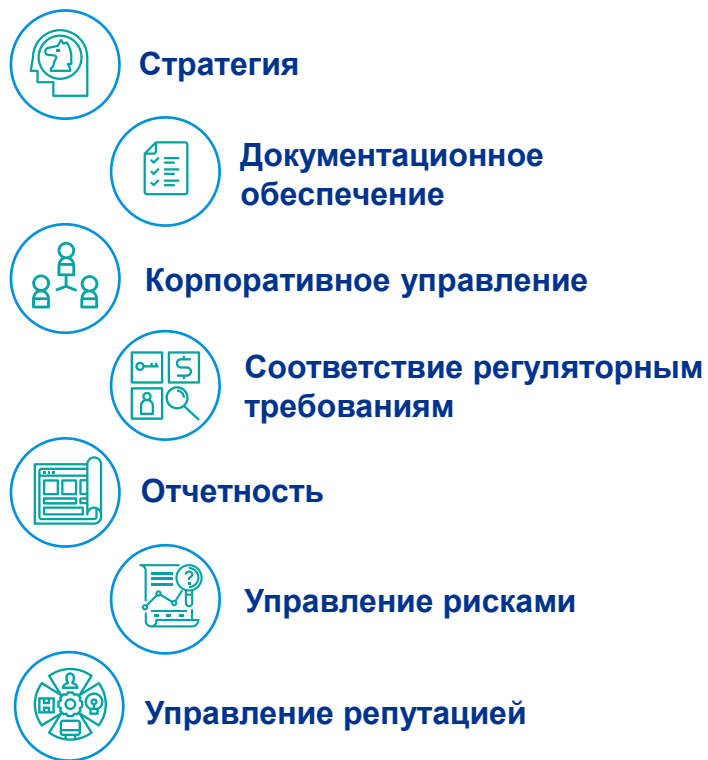 Стратегия
Документационное
обеспечение
Корпоративное управление
Соответствие регуляторным
требованиям
Отчетность
Управление рисками
Управление репутацией